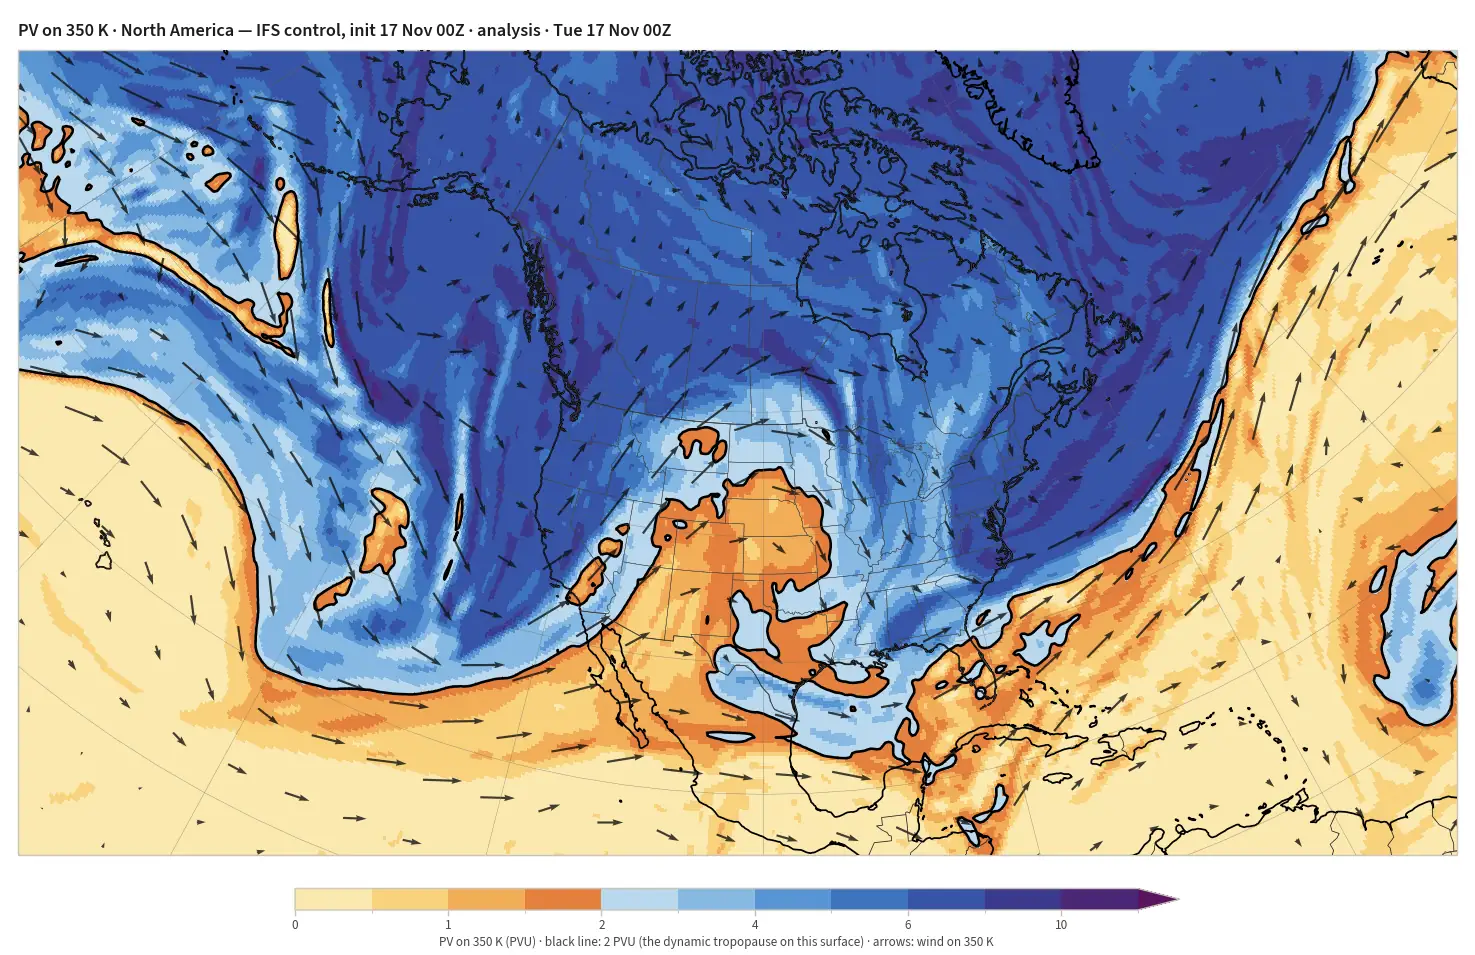 PV on 350 K · North America — IFS control, init 17 Nov 00Z · analysis · Tue 17 Nov 00Z
0 1 2 4 6 10
PV on 350 K (PVU) · black line: 2 PVU (the dynamic tropopause on this surface) · arrows: wind on 350 K